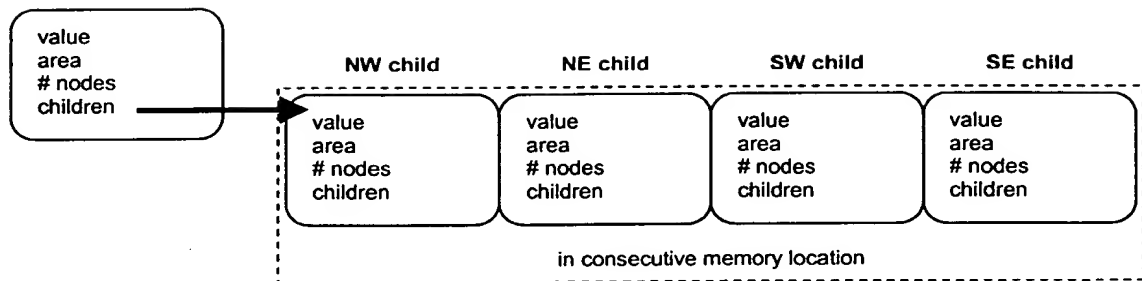 value
area
# nodes
children
NW child NE child SW child SE child
value value value value
area area area area
# nodes # nodes # nodes # nodes
children children children children
in consecutive memory location